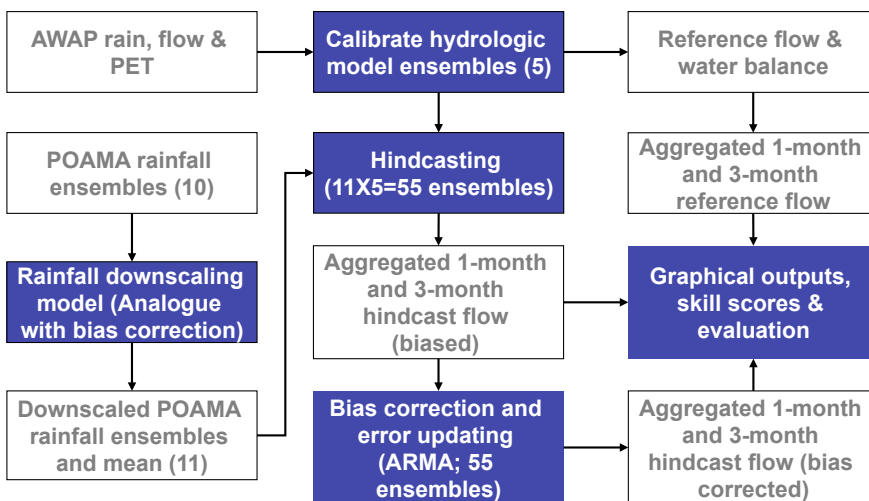 AWAP rain, flow &
PET
Calibrate hydrologic
model ensembles (5)
Reference flow &
water balance
POAMA rainfall
ensembles (10)
Hindcasting
(11X5=55 ensembles)
Aggregated 1-month
and 3-month
reference flow
Rainfall downscaling
model (Analogue
with bias correction)
Aggregated 1-month
and 3-month
hindcast flow
(biased)
Graphical outputs,
skill scores &
evaluation
Downscaled POAMA
rainfall ensembles
and mean (11)
Bias correction and
error updating
(ARMA; 55
ensembles)
Aggregated 1-month
and 3-month
hindcast flow (bias
corrected)